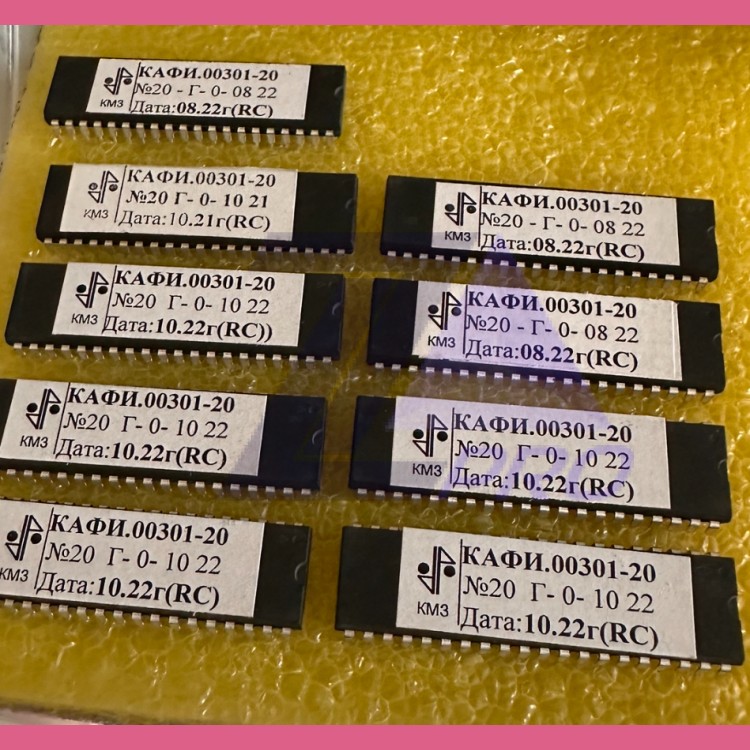 КАФИ.00301-20
№20 - Г- 0- 08 22
КМЗ
Дата:08.22г(RC)
КАФИ.00301-20
№20 Г- 0- 10 21
КМЗ
Дата:10.21г(RC)
КАФИ.00301-20
№20 - Г- 0- 08 22
КМЗ
Дата:08.22г(RC)
КАФИ.00301-20
№20 Г- 0- 10 22
КМЗ
Дата:10.22г(RC))
КАФИ.00301-20
№20 - Г- 0- 08 22
КМЗ
Дата:08.22г(RC)
КАФИ.00301-20
№20 Г- 0- 10 22
КМЗ
Дата:10.22г(RC)
КАФИ.00301-20
№20 Г- 0- 10 22
КМЗ
Дата:10.22г(RC)
КАФИ.00301-20
№20 Г- 0- 10 22
КМЗ
Дата:10.22г(RC)
КАФИ.00301-20
№20 Г- 0- 10 22
КМЗ
Дата:10.22г(RC)